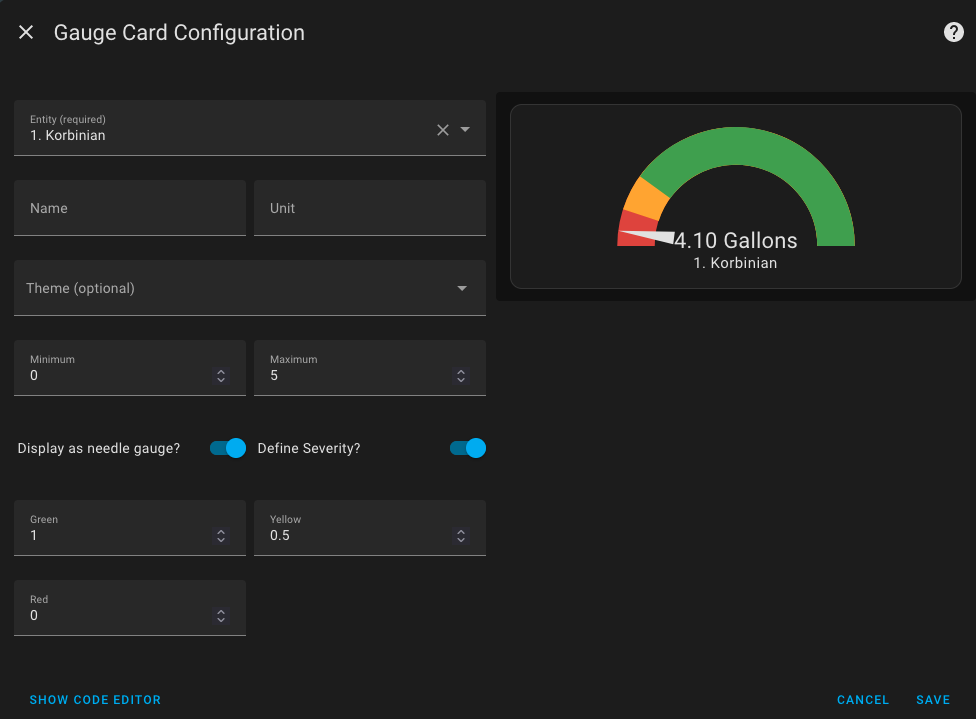 Gauge Card Configuration
Entity (required)
1. Korbinian
Name
Unit
Theme (optional)
Minimum
0
Maximum
5
Display as needle gauge?
Define Severity?
Green
1
Yellow
0.5
Red
0
4.10 Gallons
1. Korbinian
SHOW CODE EDITOR
CANCEL
SAVE